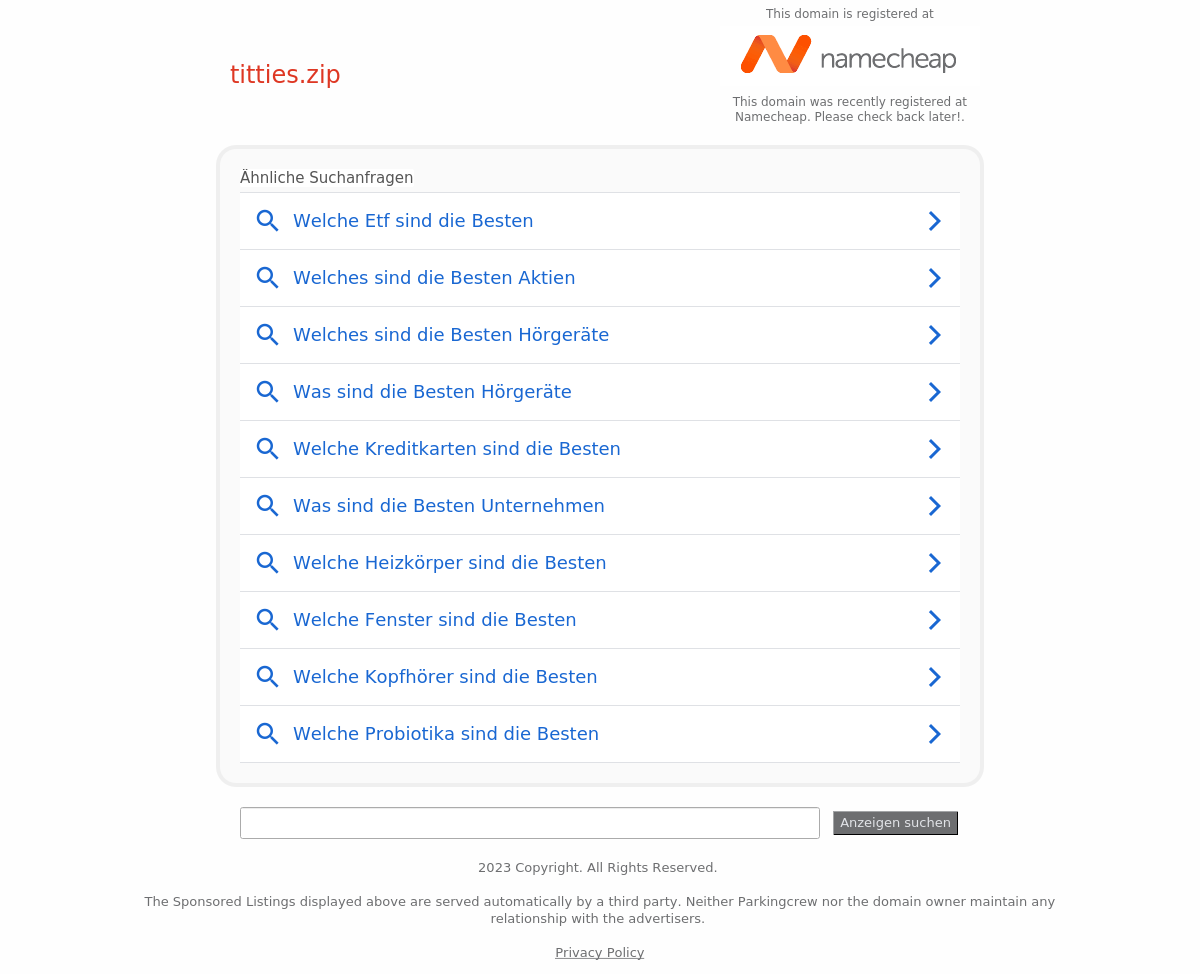 This domain is registered at
namecheap
titties.zip
This domain was recently registered at
Namecheap. Please check back later!.
Ähnliche Suchanfragen
Welche Etf sind die Besten
Welches sind die Besten Aktien
Welches sind die Besten Hörgeräte
Was sind die Besten Hörgeräte
Welche Kreditkarten sind die Besten
Was sind die Besten Unternehmen
Welche Heizkörper sind die Besten
Welche Fenster sind die Besten
Welche Kopfhörer sind die Besten
Welche Probiotika sind die Besten
Anzeigen suchen
2023 Copyright. All Rights Reserved.
The Sponsored Listings displayed above are served automatically by a third party. Neither Parkingcrew nor the domain owner maintain any
relationship with the advertisers.
Privacy Policy